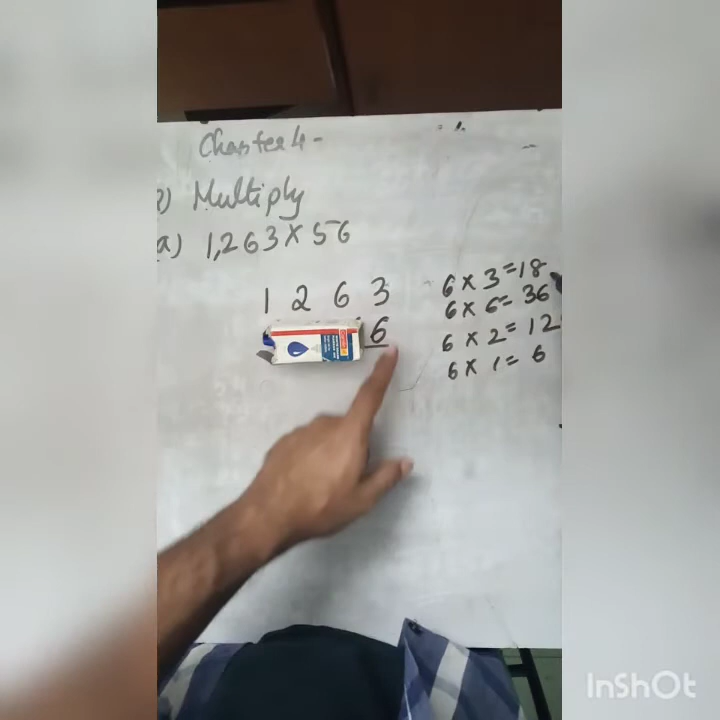 Chapter 4 -
2) Multiply
a) 1,263 x 56
1 2 6 3
6
6 x 3 = 18
6 x 6 = 36
6 x 2 = 12
6 x 1 = 6
InShOt